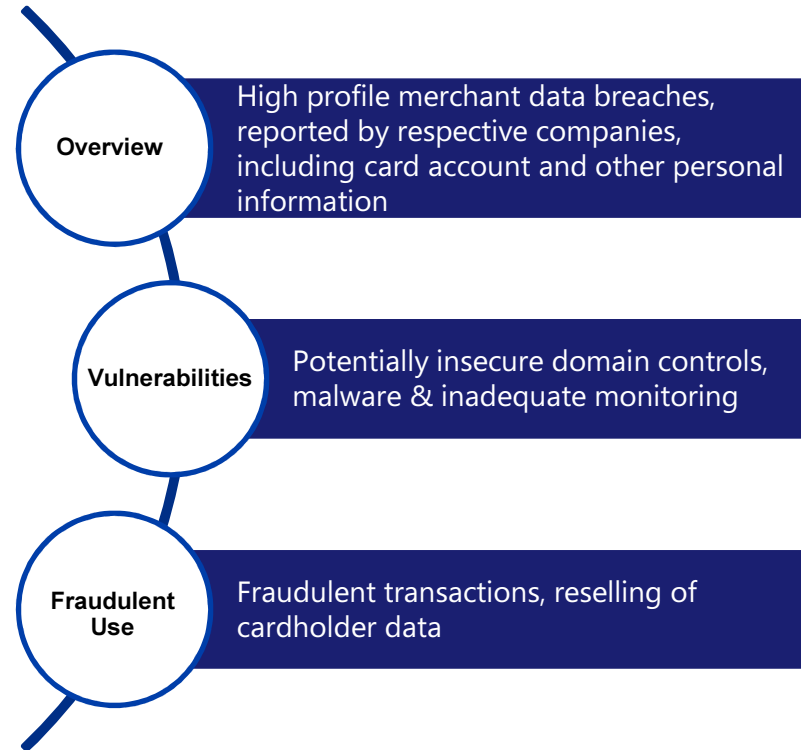 Overview
High profile merchant data breaches,
reported by respective companies,
including card account and other personal
information
Vulnerabilities
Potentially insecure domain controls,
malware & inadequate monitoring
Fraudulent
Use
Fraudulent transactions, reselling of
cardholder data